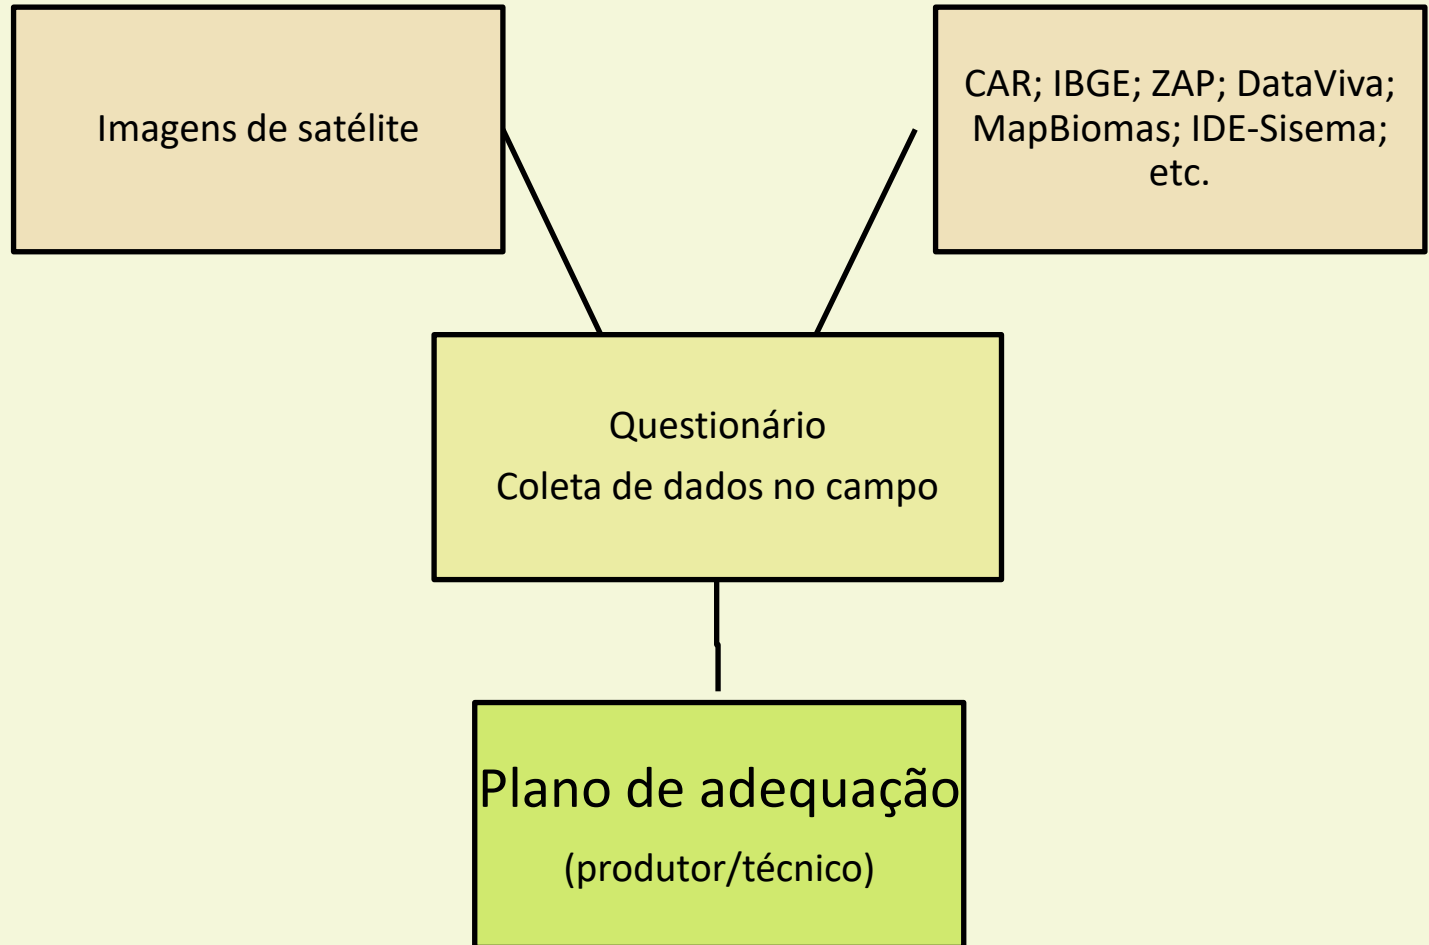 Imagens de satélite
CAR; IBGE; ZAP; DataViva;
MapBiomas; IDE-Sisema;
etc.
Questionário
Coleta de dados no campo
Plano de adequação
(produtor/técnico)